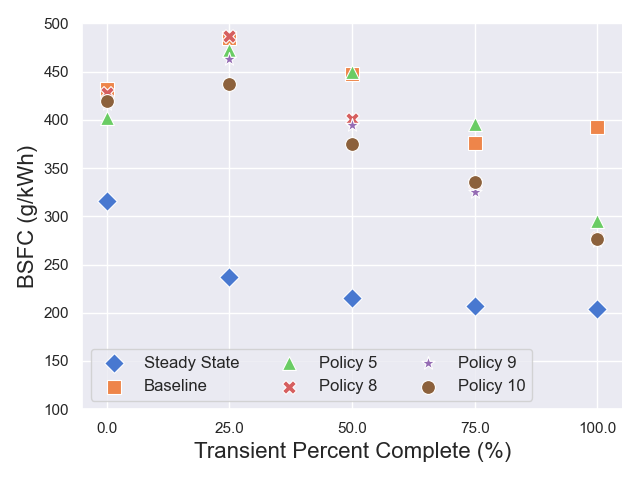 500
450
400
350
300
250
200
150
100
BSFC (g/kWh)
Steady State
Baseline
Policy 5
Policy 8
Policy 9
Policy 10
0.0 25.0 50.0 75.0 100.0
Transient Percent Complete (%)